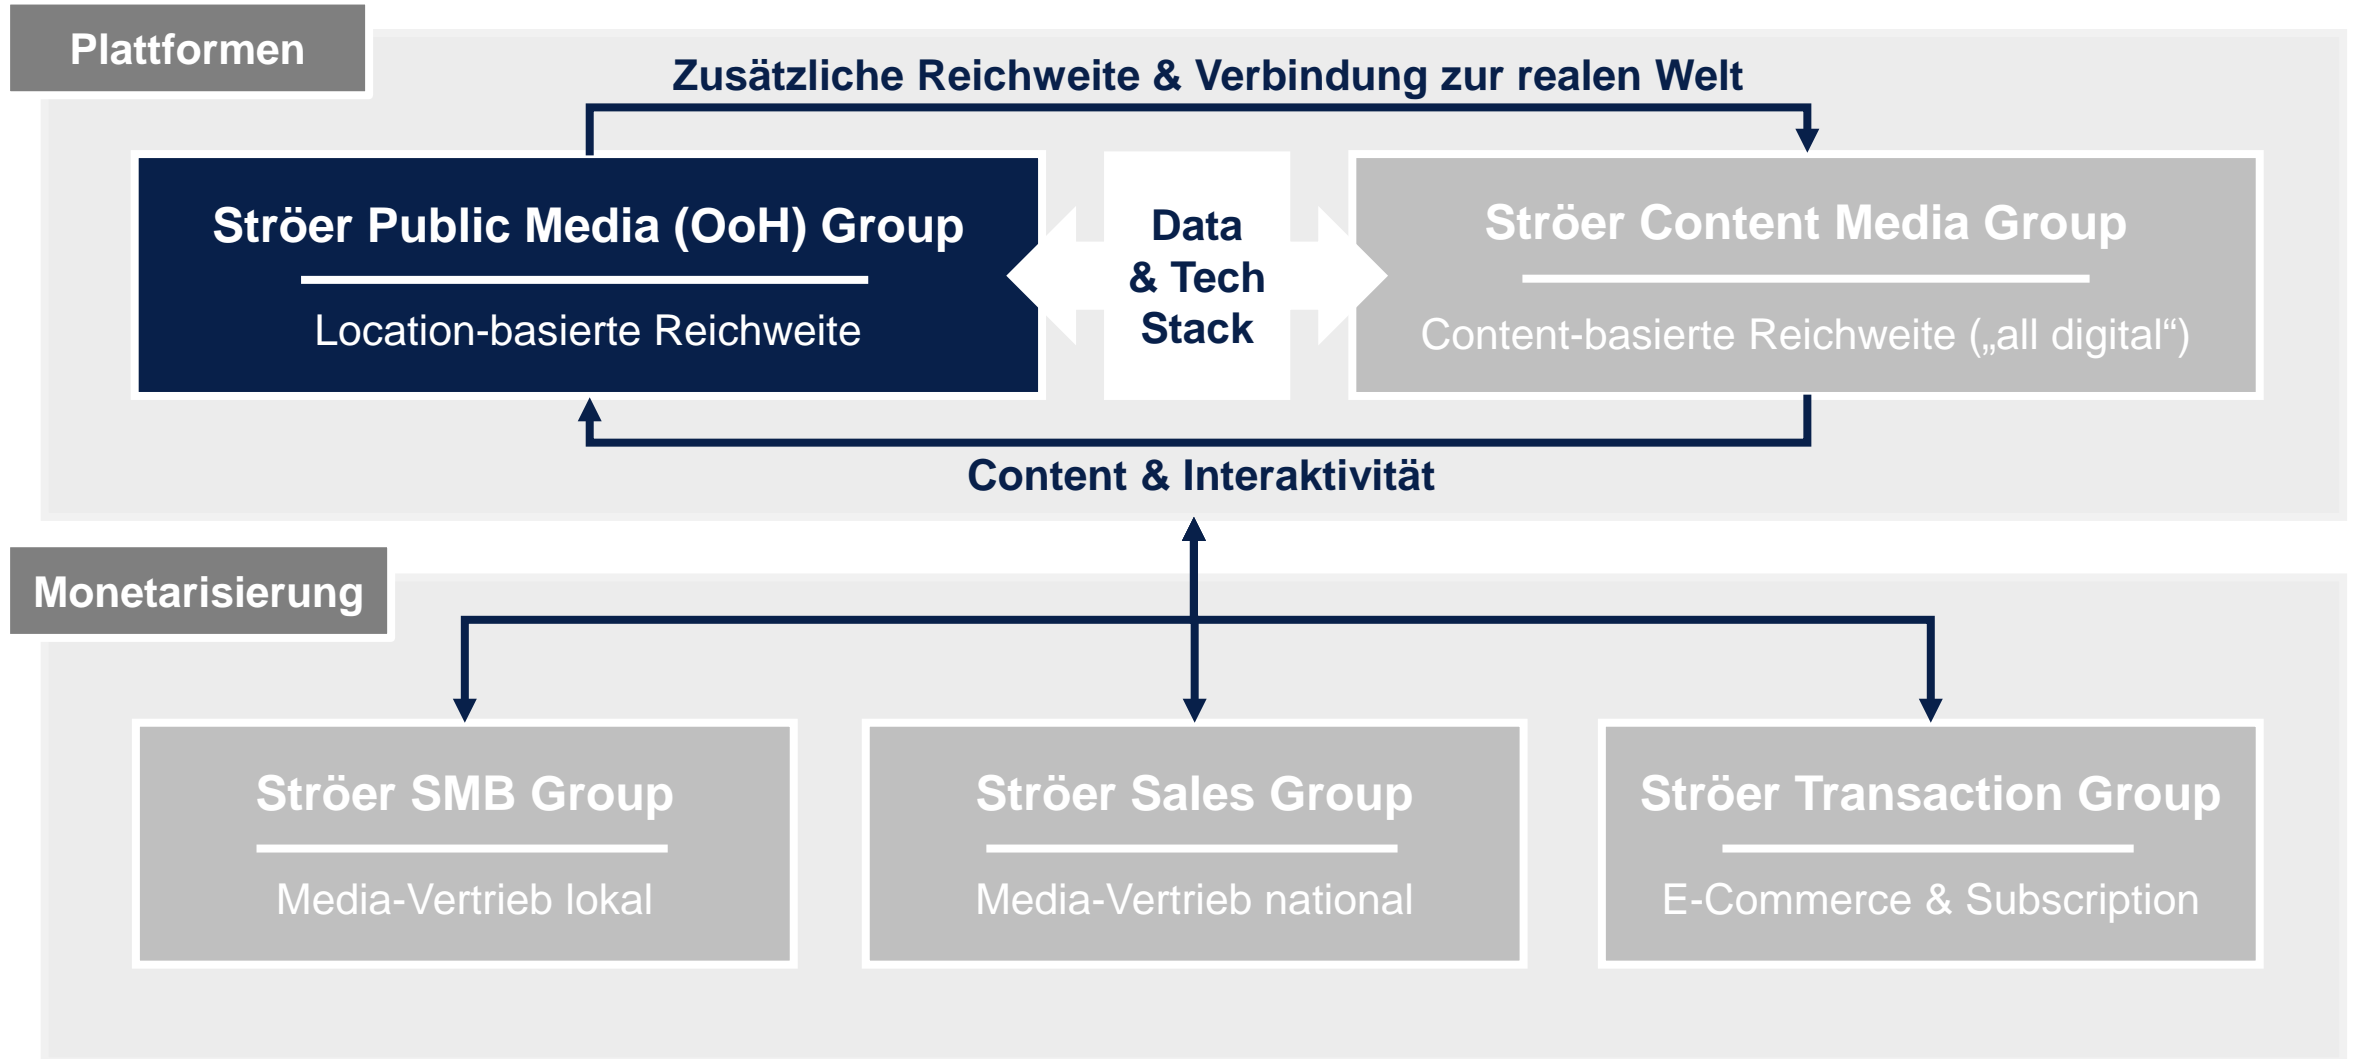 Plattformen
Zusätzliche Reichweite & Verbindung zur realen Welt
Ströer Public Media (OoH) Group
Location-basierte Reichweite
Data
& Tech
Stack
Ströer Content Media Group
Content-basierte Reichweite („all digital“)
Content & Interaktivität
Monetarisierung
Ströer SMB Group
Media-Vertrieb lokal
Ströer Sales Group
Media-Vertrieb national
Ströer Transaction Group
E-Commerce & Subscription